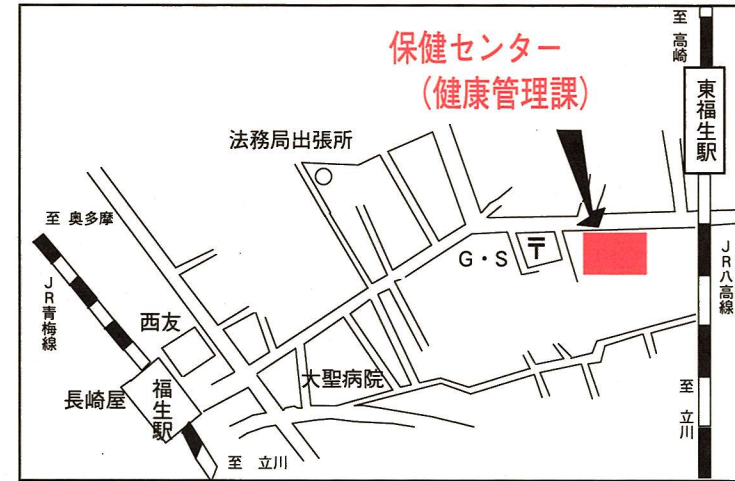 至 高崎
保健センター
(健康管理課)
東福生駅
法務局出張所
至 奥多摩
G・S
〒
JR八高線
JR青梅線
西友
長崎屋
福生駅
大聖病院
至 立川
至 立川